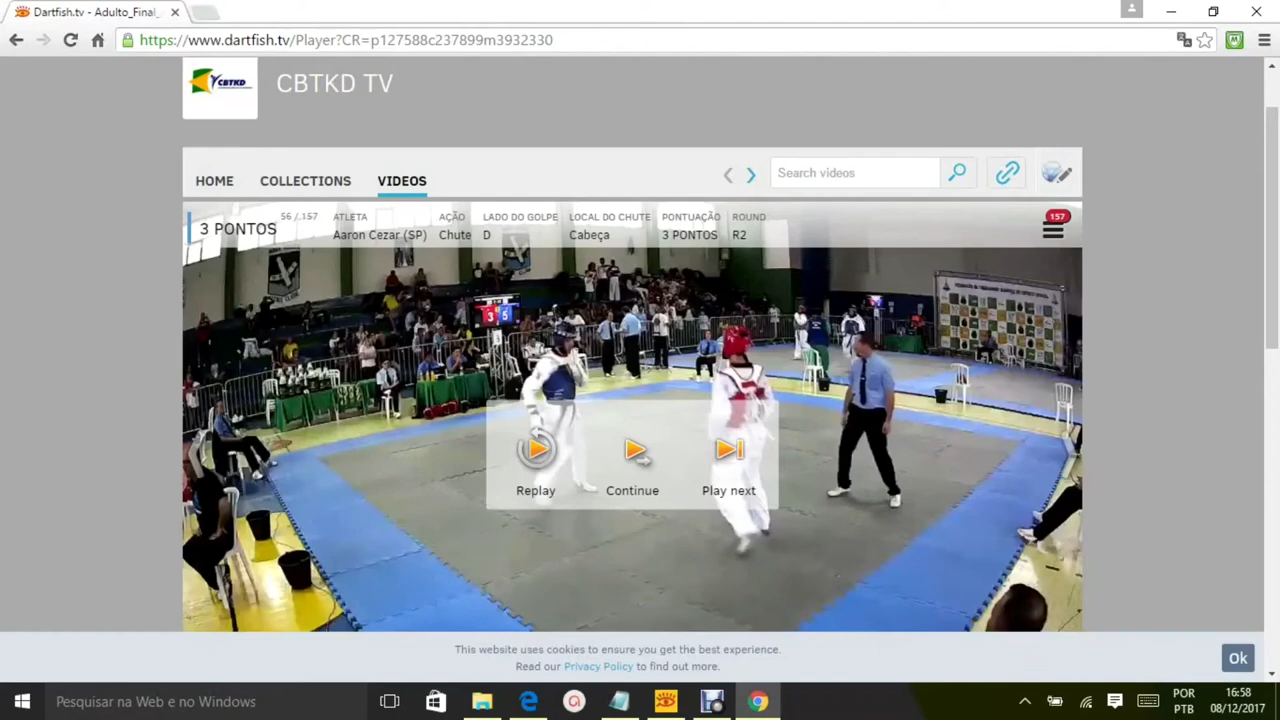 Dartfish.tv - Adulto_Final_
https://www.dartfish.tv/Player?CR=p127588c237899m3932330
CBTKD
CBTKD TV
HOME COLLECTIONS VIDEOS
Search videos
3 PONTOS
56 / 157
ATLETA AÇÃO LADO DO GOLPE LOCAL DO CHUTE PONTUAÇÃO ROUND
Aaron Cezar (SP) Chute D Cabeça 3 PONTOS R2
157
3 5
Replay Continue Play next
This website uses cookies to ensure you get the best experience.
Read our Privacy Policy to find out more.
Ok
Pesquisar na Web e no Windows
POR
PTB
16:58
08/12/2017